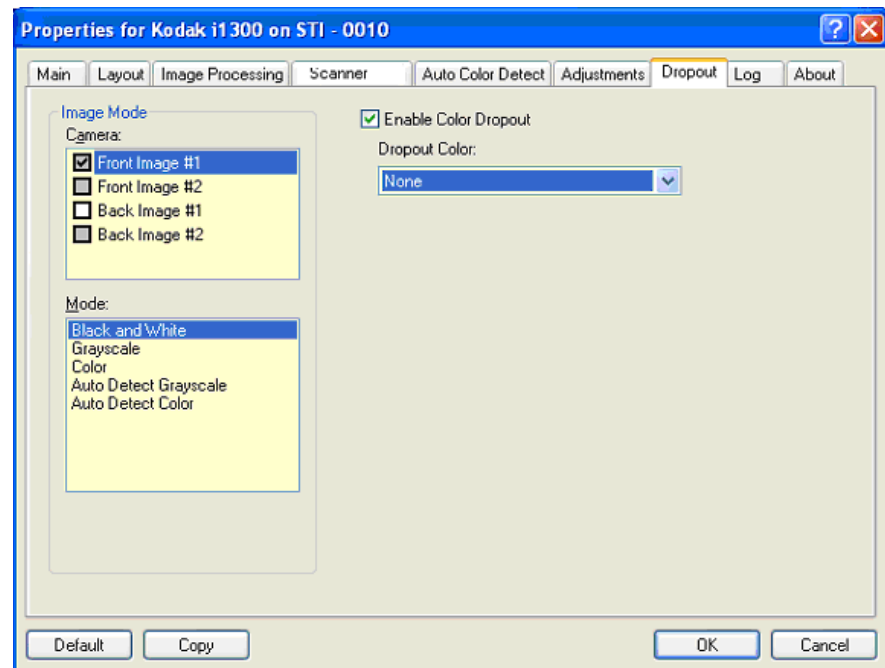 Properties for Kodak i1300 on STI - 0010
Main Layout Image Processing Scanner Auto Color Detect Adjustments Dropout Log About
Image Mode
Camera:
Front Image #1
Front Image #2
Back Image #1
Back Image #2
Mode:
Black and White
Grayscale
Color
Auto Detect Grayscale
Auto Detect Color
Enable Color Dropout
Dropout Color:
None
Default Copy OK Cancel